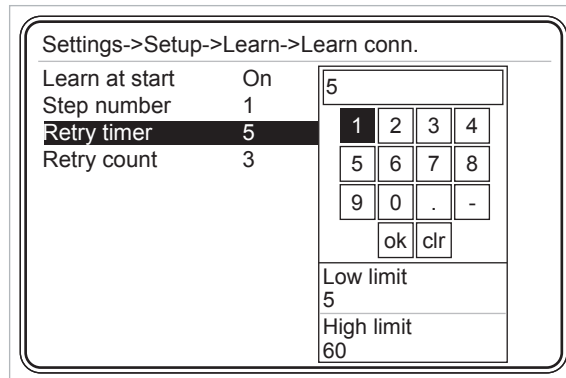 Settings->Setup->Learn->Learn conn.
Learn at start On
Step number 1
Retry timer 5
Retry count 3
5
1 2 3 4
5 6 7 8
9 0 . -
ok clr
Low limit
5
High limit
60